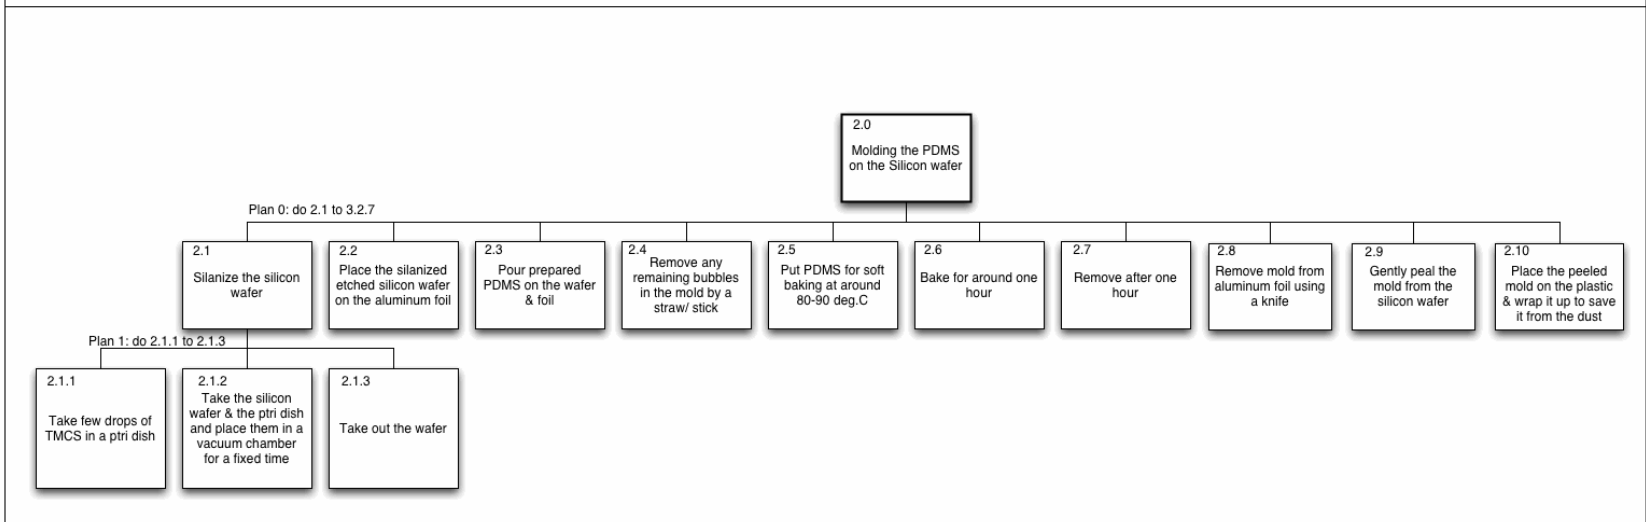 2.0
Molding the PDMS
on the Silicon wafer
Plan 0: do 2.1 to 3.2.7
2.1
Silanize the silicon
wafer
2.2
Place the silanized
etched silicon wafer
on the aluminum foil
2.3
Pour prepared
PDMS on the wafer
& foil
2.4
Remove any
remaining bubbles
in the mold by a
straw/ stick
2.5
Put PDMS for soft
baking at around
80-90 deg.C
2.6
Bake for around one
hour
2.7
Remove after one
hour
2.8
Remove mold from
aluminum foil using
a knife
2.9
Gently peal the
mold from the
silicon wafer
2.10
Place the peeled
mold on the plastic
& wrap it up to save
it from the dust
Plan 1: do 2.1.1 to 2.1.3
2.1.1
Take few drops of
TMCS in a ptri dish
2.1.2
Take the silicon
wafer & the ptri dish
and place them in a
vacuum chamber
for a fixed time
2.1.3
Take out the wafer